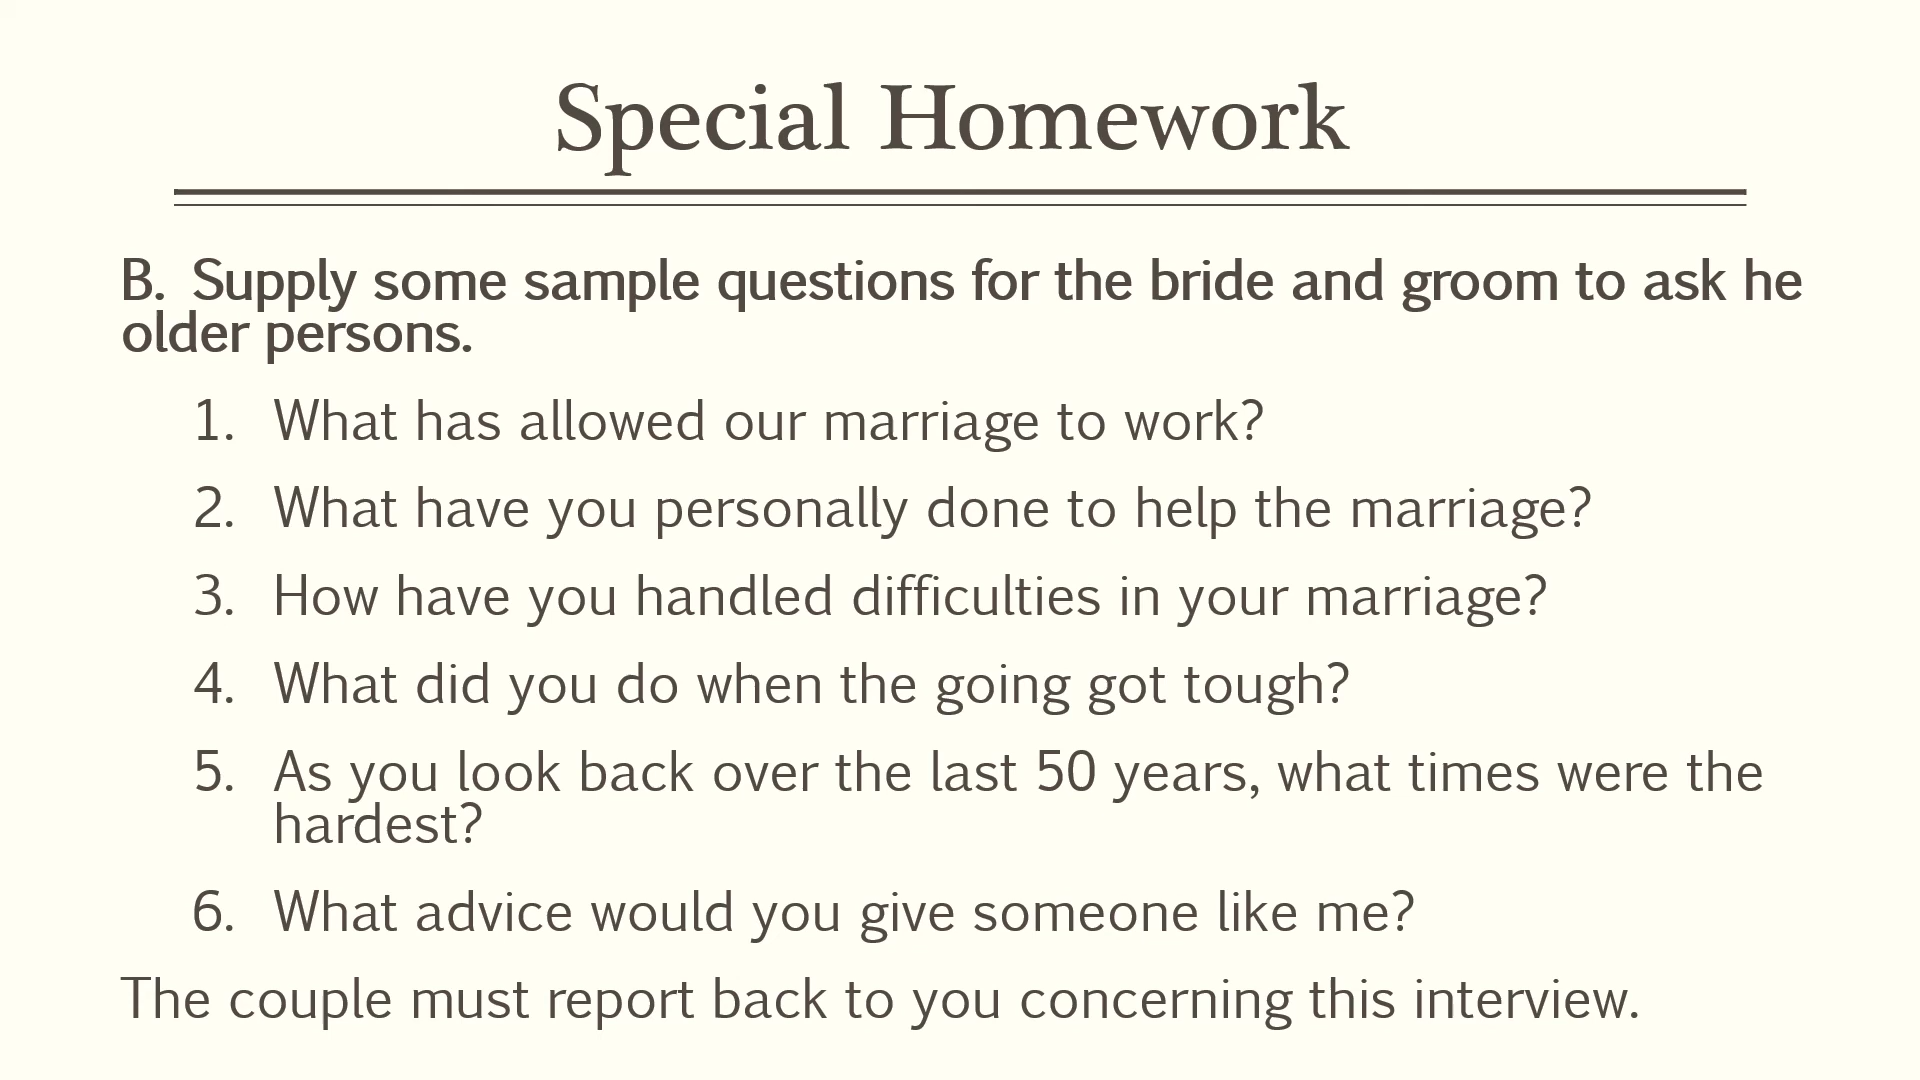 Special Homework
B. Supply some sample questions for the bride and groom to ask he
older persons.
1. What has allowed our marriage to work?
2. What have you personally done to help the marriage?
3. How have you handled difficulties in your marriage?
4. What did you do when the going got tough?
5. As you look back over the last 50 years, what times were the
hardest?
6. What advice would you give someone like me?
The couple must report back to you concerning this interview.